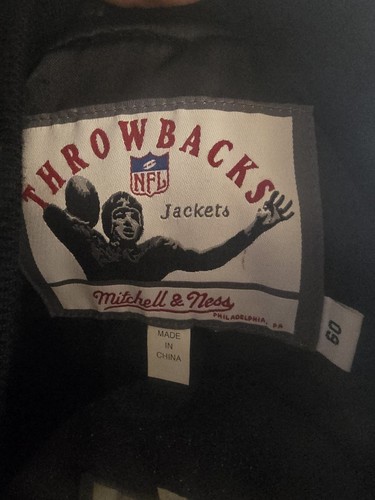 THROWBACKS
NFL
Jackets
Mitchell & Ness
PHILADELPHIA, PA
MADE
IN
CHINA
60